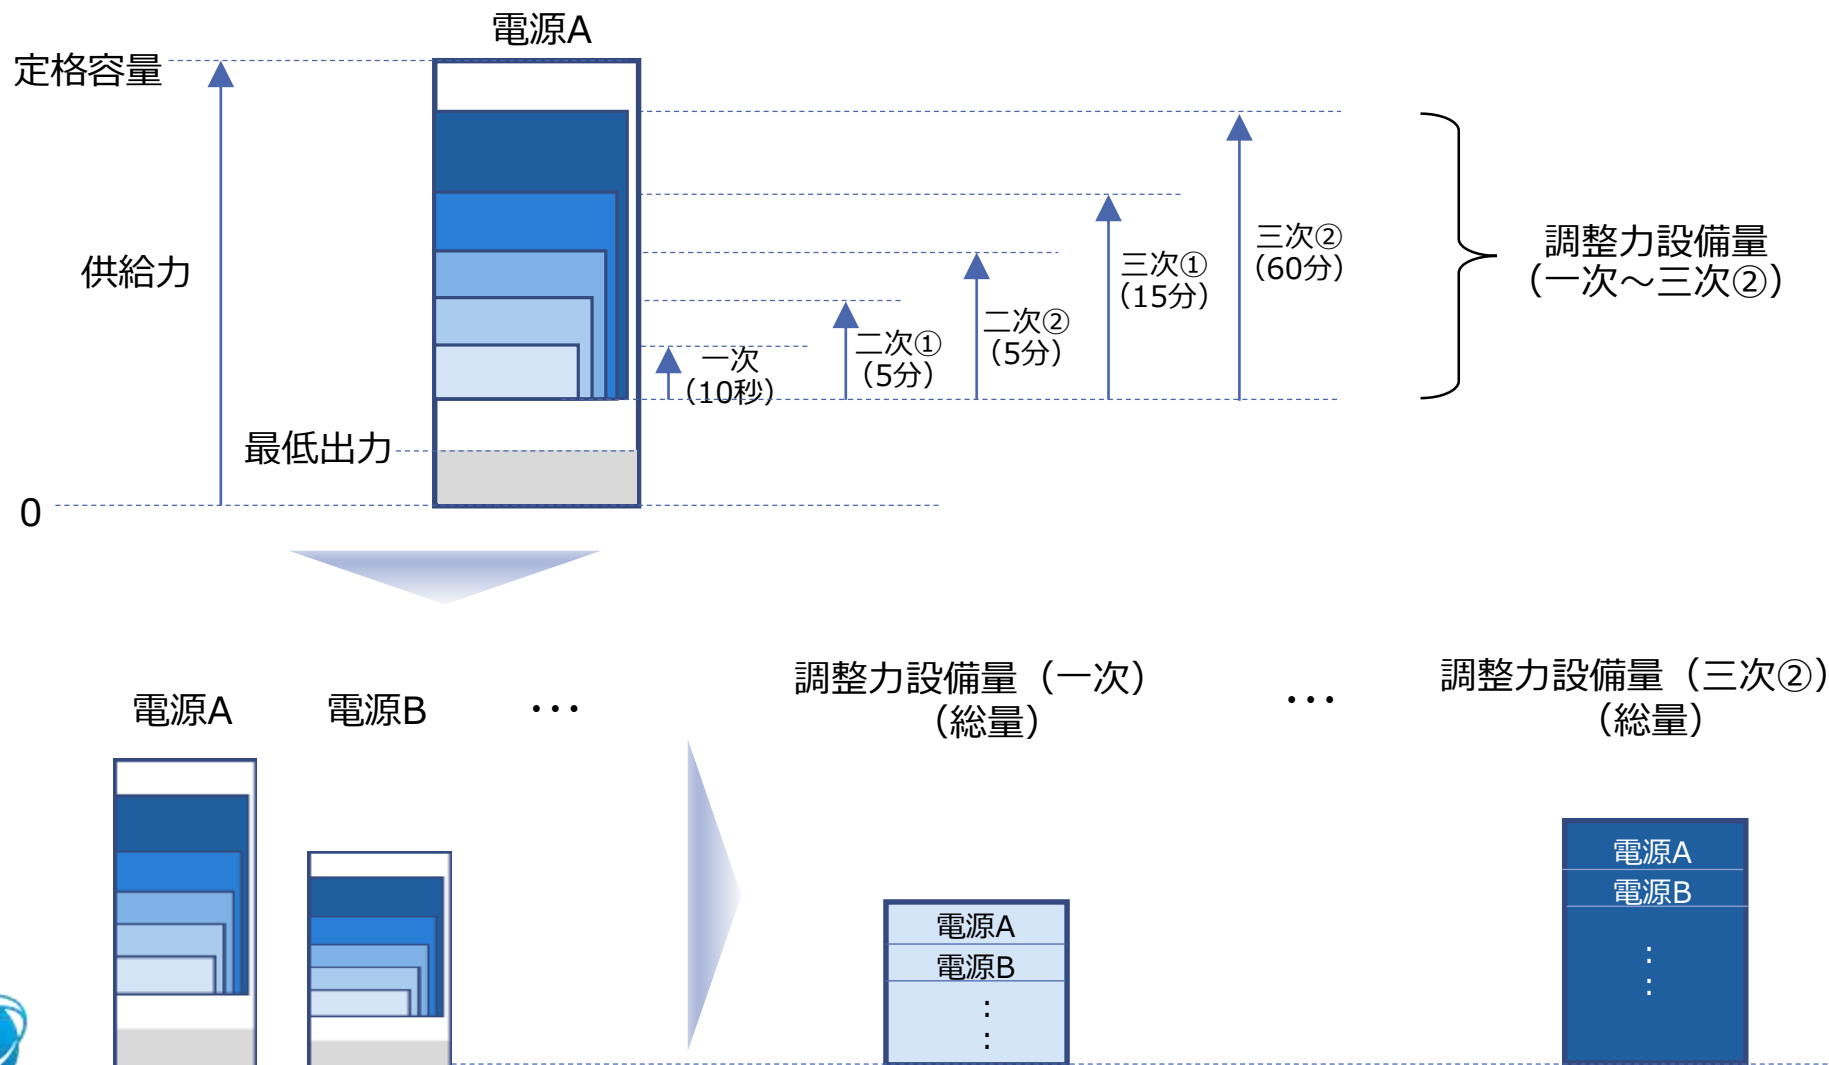 電源A
定格容量
供給力
一次
（10秒）
二次①
（5分）
二次②
（5分）
三次①
（15分）
三次②
（60分）
調整力設備量
（一次～三次②）
最低出力
0
電源A
電源B
…
調整力設備量（一次）
（総量）
…
調整力設備量（三次②）
（総量）
電源A
電源B
：
：
電源A
電源B
：
：